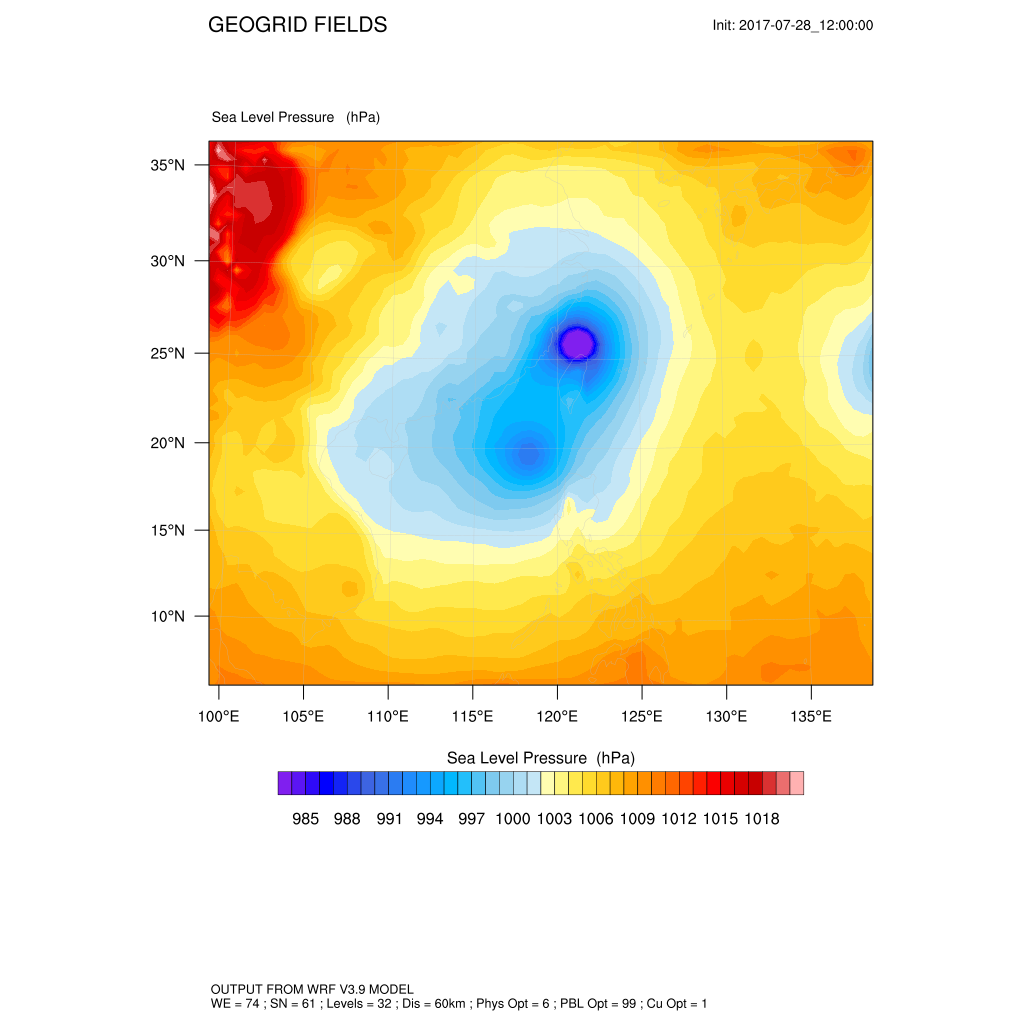 GEOGRID FIELDS
Init: 2017-07-28_12:00:00
Sea Level Pressure (hPa)
35°N
30°N
25°N
20°N
15°N
10°N
100°E 105°E 110°E 115°E 120°E 125°E 130°E 135°E
Sea Level Pressure (hPa)
985 988 991 994 997 1000 1003 1006 1009 1012 1015 1018
OUTPUT FROM WRF V3.9 MODEL
WE = 74 ; SN = 61 ; Levels = 32 ; Dis = 60km ; Phys Opt = 6 ; PBL Opt = 99 ; Cu Opt = 1